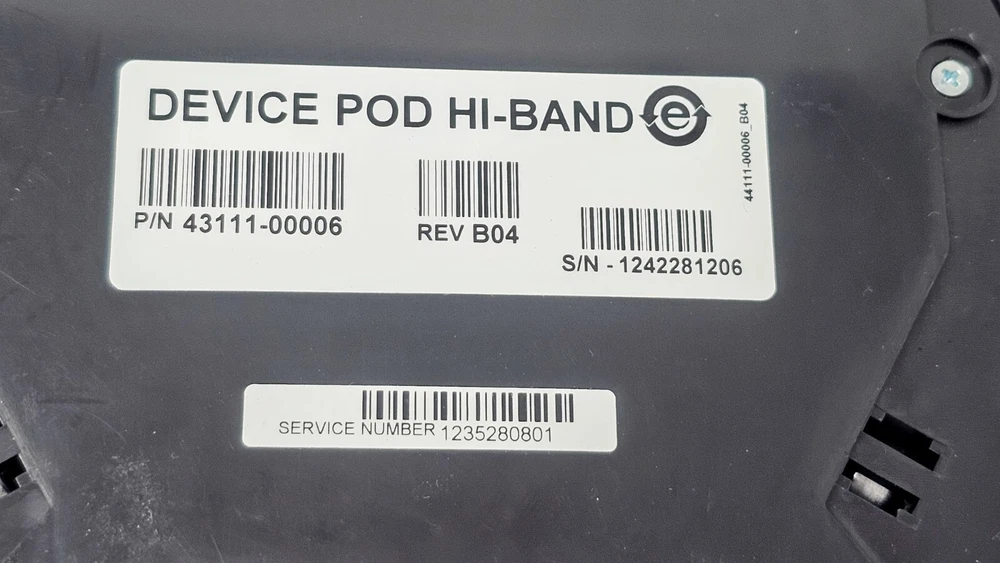 DEVICE POD HI-BAND e
44111-00006_B04
P/N 43111-00006
REV B04
S/N - 1242281206
SERVICE NUMBER 1235280801